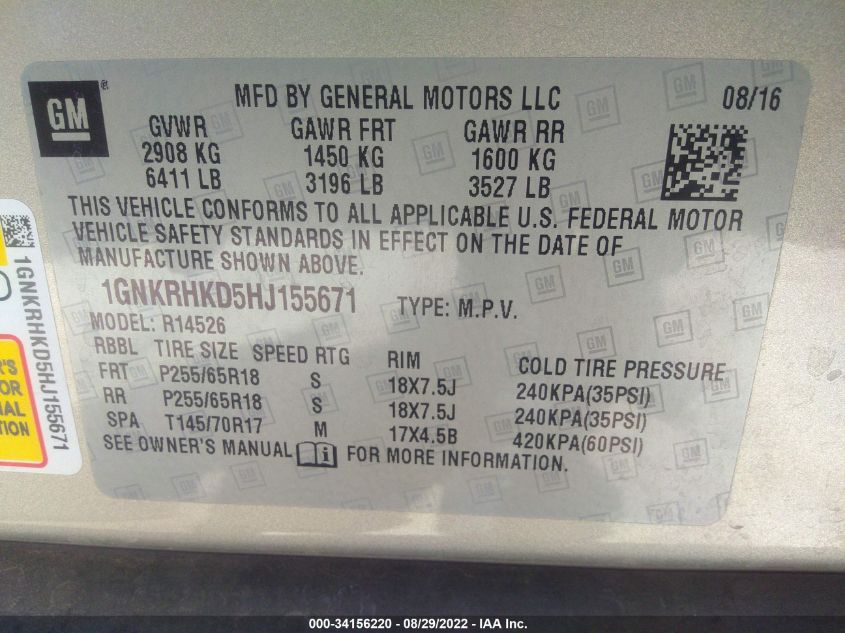 GM
®
MFD BY GENERAL MOTORS LLC 08/16
GVWR GAWR FRT GAWR RR
2908 KG 1450 KG 1600 KG
6411 LB 3196 LB 3527 LB
THIS VEHICLE CONFORMS TO ALL APPLICABLE U.S. FEDERAL MOTOR
VEHICLE SAFETY STANDARDS IN EFFECT ON THE DATE OF
MANUFACTURE SHOWN ABOVE.
1GNKRHKD5HJ155671 TYPE: M.P.V.
MODEL: R14526
RBBL TIRE SIZE SPEED RTG RIM COLD TIRE PRESSURE
FRT P255/65R18 S 18X7.5J 240KPA(35PSI)
RR P255/65R18 S 18X7.5J 240KPA(35PSI)
SPA T145/70R17 M 17X4.5B 420KPA(60PSI)
SEE OWNER'S MANUAL i FOR MORE INFORMATION.
1GNKRHKD5HJ155671
000-34156220 - 08/29/2022 - IAA Inc.